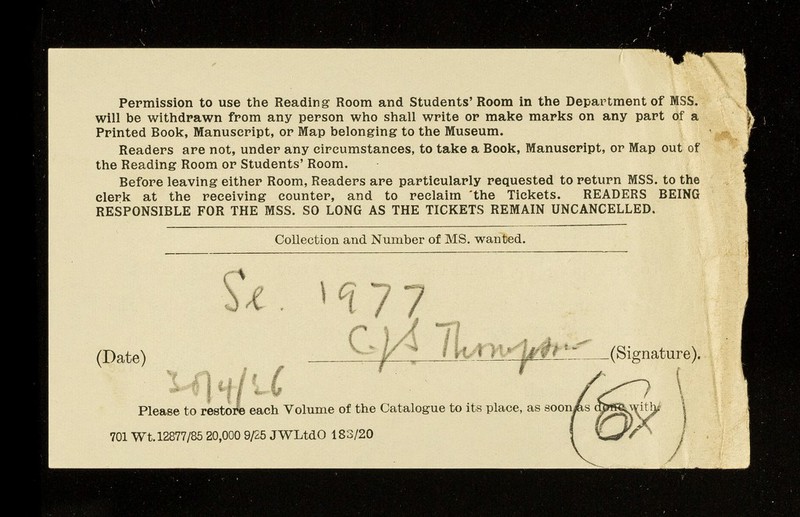 Permission to use the Reading Room and Students' Room in the Department of MSS.
will be withdrawn from any person who shall write or make marks on any part of a
Printed Book, Manuscript, or Map belonging to the Museum.
Readers are not, under any circumstances, to take a Book, Manuscript, or Map out of
the Reading Room or Students' Room.
Before leaving either Room, Readers are particularly requested to return MSS. to the
clerk at the receiving counter, and to reclaim the Tickets. READERS BEING
RESPONSIBLE FOR THE MSS. SO LONG AS THE TICKETS REMAIN UNCANCELLED.
Collection and Number of MS. wanted.
Sl. 1977
C.J.S. Thompson
(Date) (Signature).
30/4/26
Please to restore each Volume of the Catalogue to its place, as soon as done with.
701 Wt. 12877/85 20,000 9/25 JWLtdO 183/20